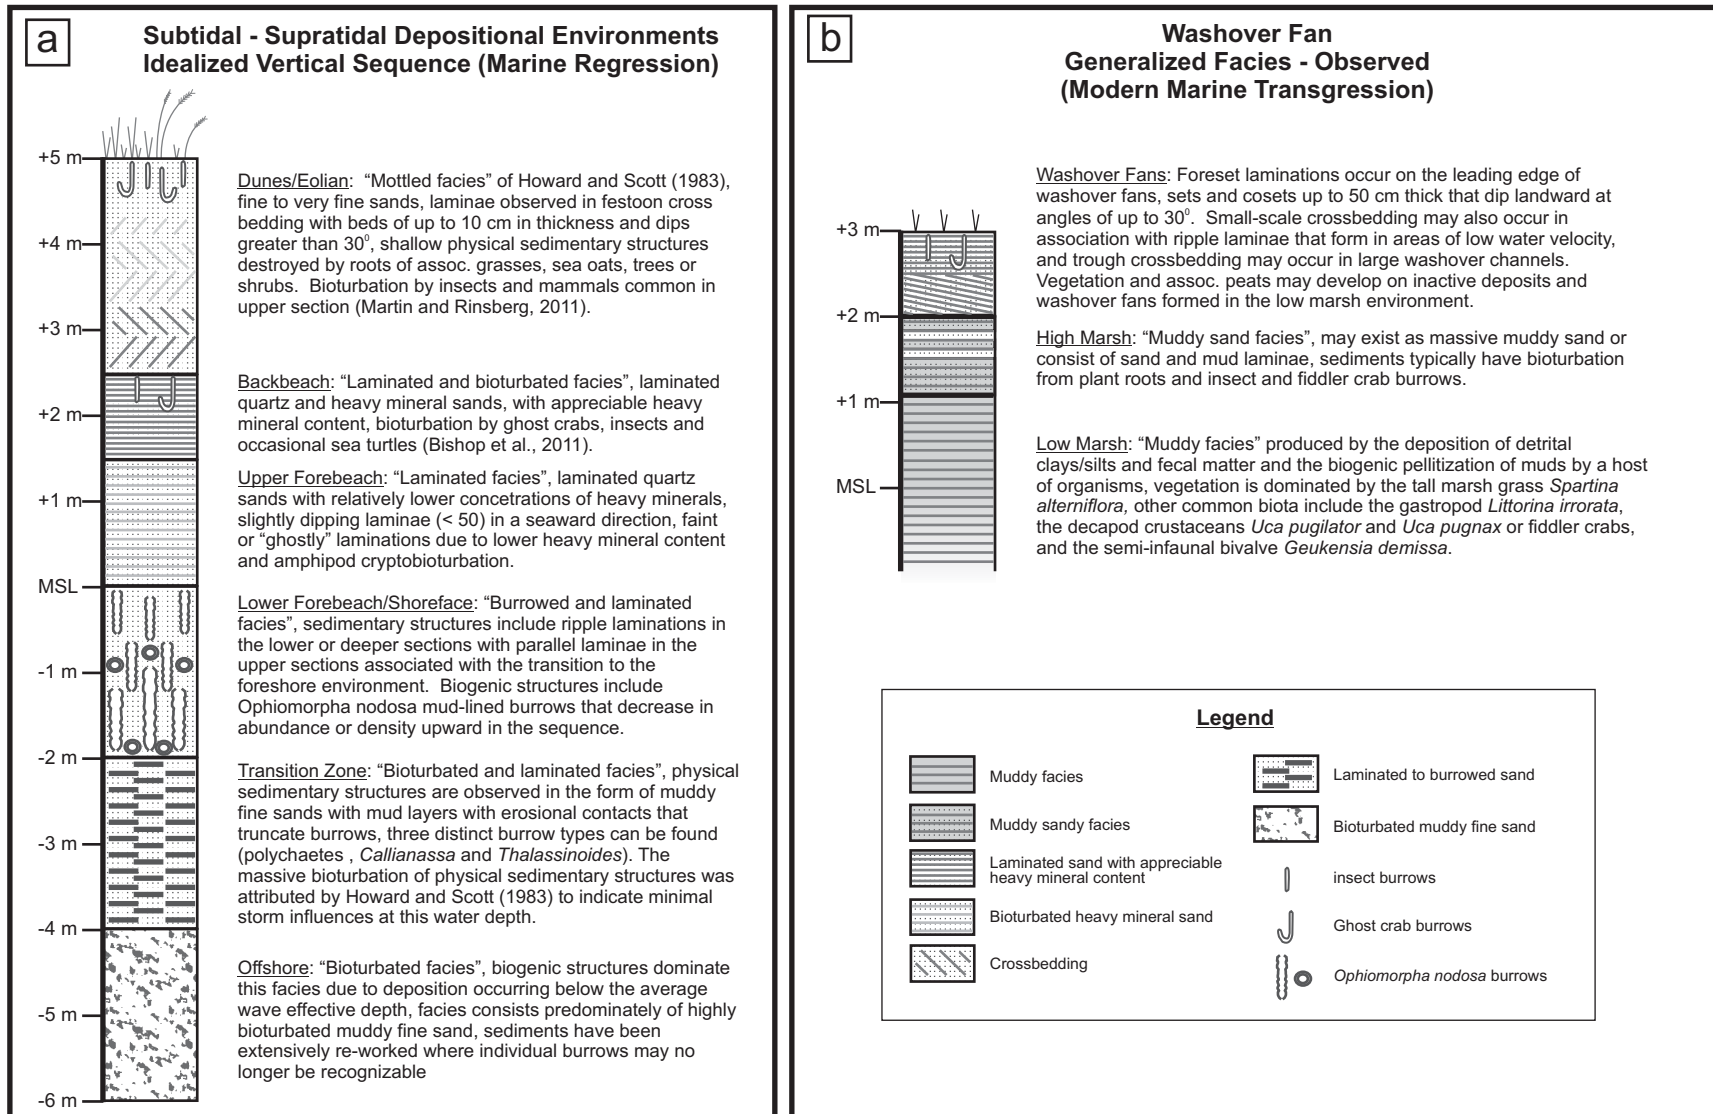 a
Subtidal - Supratidal Depositional Environments
Idealized Vertical Sequence (Marine Regression)
+5 m
+4 m
+3 m
+2 m
+1 m
MSL
-1 m
-2 m
-3 m
-4 m
-5 m
-6 m
Dunes/Eolian: “Mottled facies” of Howard and Scott (1983),
fine to very fine sands, laminae observed in festoon cross
bedding with beds of up to 10 cm in thickness and dips
greater than 30⁰, shallow physical sedimentary structures
destroyed by roots of assoc. grasses, sea oats, trees or
shrubs. Bioturbation by insects and mammals common in
upper section (Martin and Rinsberg, 2011).
Backbeach: “Laminated and bioturbated facies”, laminated
quartz and heavy mineral sands, with appreciable heavy
mineral content, bioturbation by ghost crabs, insects and
occasional sea turtles (Bishop et al., 2011).
Upper Forebeach: “Laminated facies”, laminated quartz
sands with relatively lower concetrations of heavy minerals,
slightly dipping laminae (< 50) in a seaward direction, faint
or “ghostly” laminations due to lower heavy mineral content
and amphipod cryptobioturbation.
Lower Forebeach/Shoreface: “Burrowed and laminated
facies”, sedimentary structures include ripple laminations in
the lower or deeper sections with parallel laminae in the
upper sections associated with the transition to the
foreshore environment. Biogenic structures include
Ophiomorpha nodosa mud-lined burrows that decrease in
abundance or density upward in the sequence.
Transition Zone: “Bioturbated and laminated facies”, physical
sedimentary structures are observed in the form of muddy
fine sands with mud layers with erosional contacts that
truncate burrows, three distinct burrow types can be found
(polychaetes , Callianassa and Thalassinoides). The
massive bioturbation of physical sedimentary structures was
attributed by Howard and Scott (1983) to indicate minimal
storm influences at this water depth.
Offshore: “Bioturbated facies”, biogenic structures dominate
this facies due to deposition occurring below the average
wave effective depth, facies consists predominately of highly
bioturbated muddy fine sand, sediments have been
extensively re-worked where individual burrows may no
longer be recognizable
b
Washover Fan
Generalized Facies - Observed
(Modern Marine Transgression)
+3 m
+2 m
+1 m
MSL
Washover Fans: Foreset laminations occur on the leading edge of
washover fans, sets and cosets up to 50 cm thick that dip landward at
angles of up to 30⁰. Small-scale crossbedding may also occur in
association with ripple laminae that form in areas of low water velocity,
and trough crossbedding may occur in large washover channels.
Vegetation and assoc. peats may develop on inactive deposits and
washover fans formed in the low marsh environment.
High Marsh: “Muddy sand facies”, may exist as massive muddy sand or
consist of sand and mud laminae, sediments typically have bioturbation
from plant roots and insect and fiddler crab burrows.
Low Marsh: “Muddy facies” produced by the deposition of detrital
clays/silts and fecal matter and the biogenic pellitization of muds by a host
of organisms, vegetation is dominated by the tall marsh grass Spartina
alterniflora, other common biota include the gastropod Littorina irrorata,
the decapod crustaceans Uca pugilator and Uca pugnax or fiddler crabs,
and the semi-infaunal bivalve Geukensia demissa.
Legend
Muddy facies
Muddy sandy facies
Laminated sand with appreciable
heavy mineral content
Bioturbated heavy mineral sand
Crossbedding
Laminated to burrowed sand
Bioturbated muddy fine sand
insect burrows
Ghost crab burrows
Ophiomorpha nodosa burrows